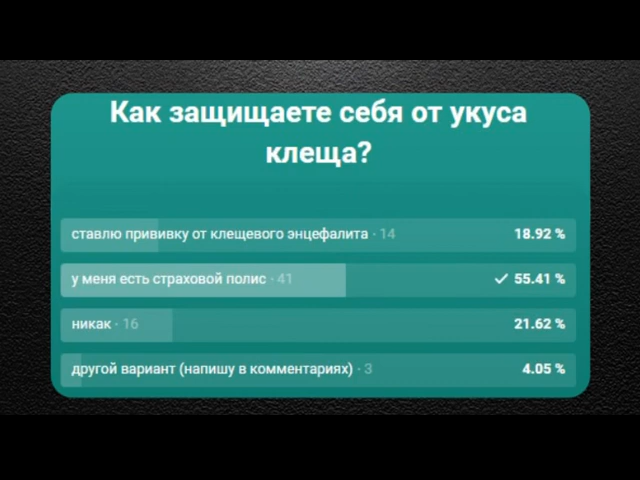 Как защищаете себя от укуса
клеща?
ставлю прививку от клещевого энцефалита · 14 18.92 %
у меня есть страховой полис · 41 55.41 %
никак · 16 21.62 %
другой вариант (напишу в комментариях) · 3 4.05 %